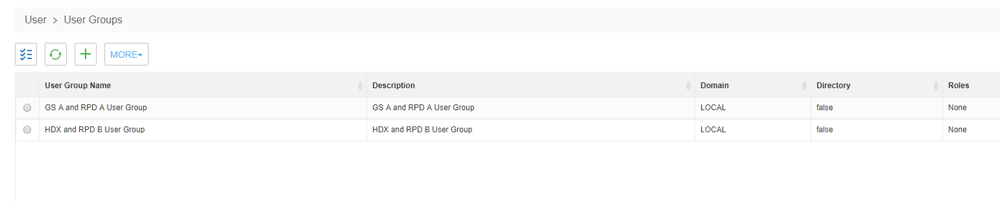 User > User Groups
MORE
User Group Name Description Domain Directory Roles
GS A and RPD A User Group GS A and RPD A User Group LOCAL false None
HDX and RPD B User Group HDX and RPD B User Group LOCAL false None